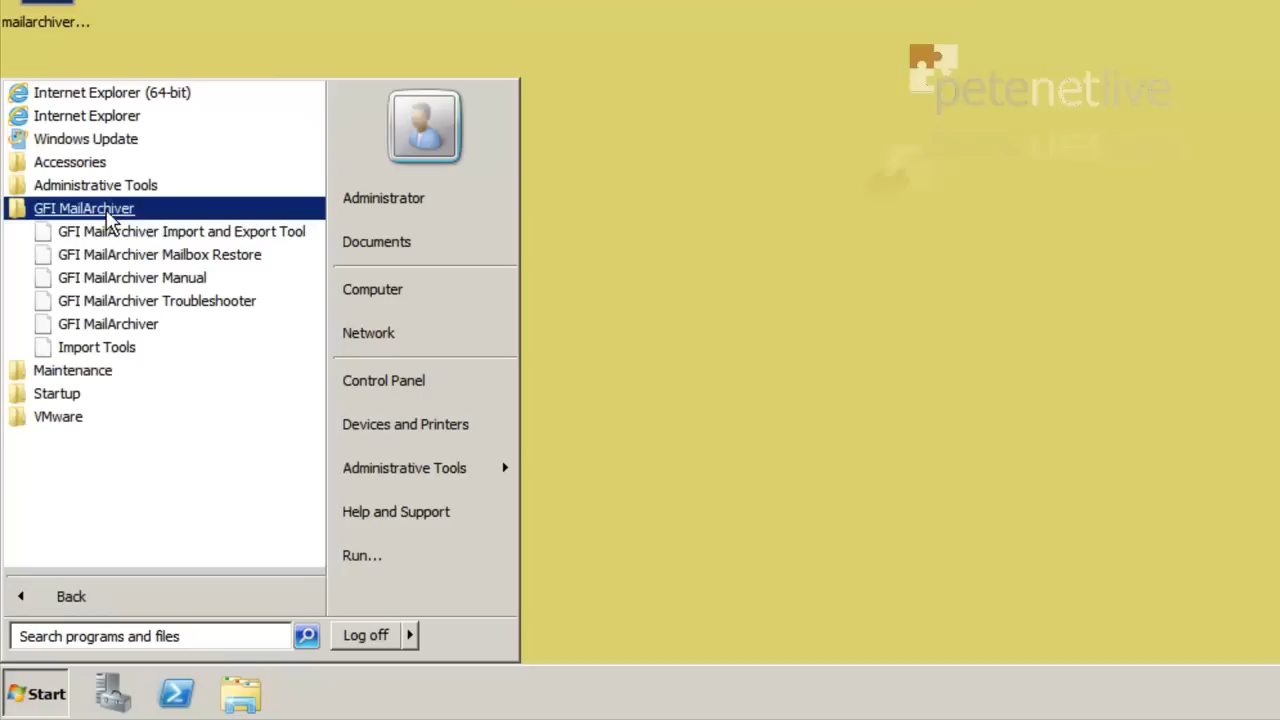 mailarchiver...
petenetlive
Internet Explorer (64-bit)
Internet Explorer
Windows Update
Accessories
Administrative Tools
GFI MailArchiver
GFI MailArchiver Import and Export Tool
GFI MailArchiver Mailbox Restore
GFI MailArchiver Manual
GFI MailArchiver Troubleshooter
GFI MailArchiver
Import Tools
Maintenance
Startup
VMware
Back
Search programs and files
Administrator
Documents
Computer
Network
Control Panel
Devices and Printers
Administrative Tools
Help and Support
Run...
Log off
Start